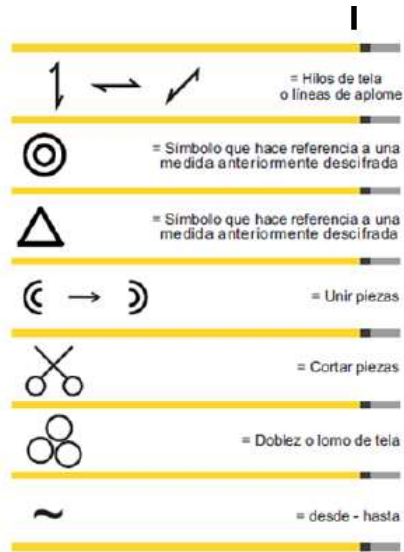 = Hilos de tela
o líneas de aplome
= Símbolo que hace referencia a una
medida anteriormente descifrada
= Símbolo que hace referencia a una
medida anteriormente descifrada
= Unir piezas
= Cortar piezas
= Doblez o lomo de tela
~ = desde - hasta